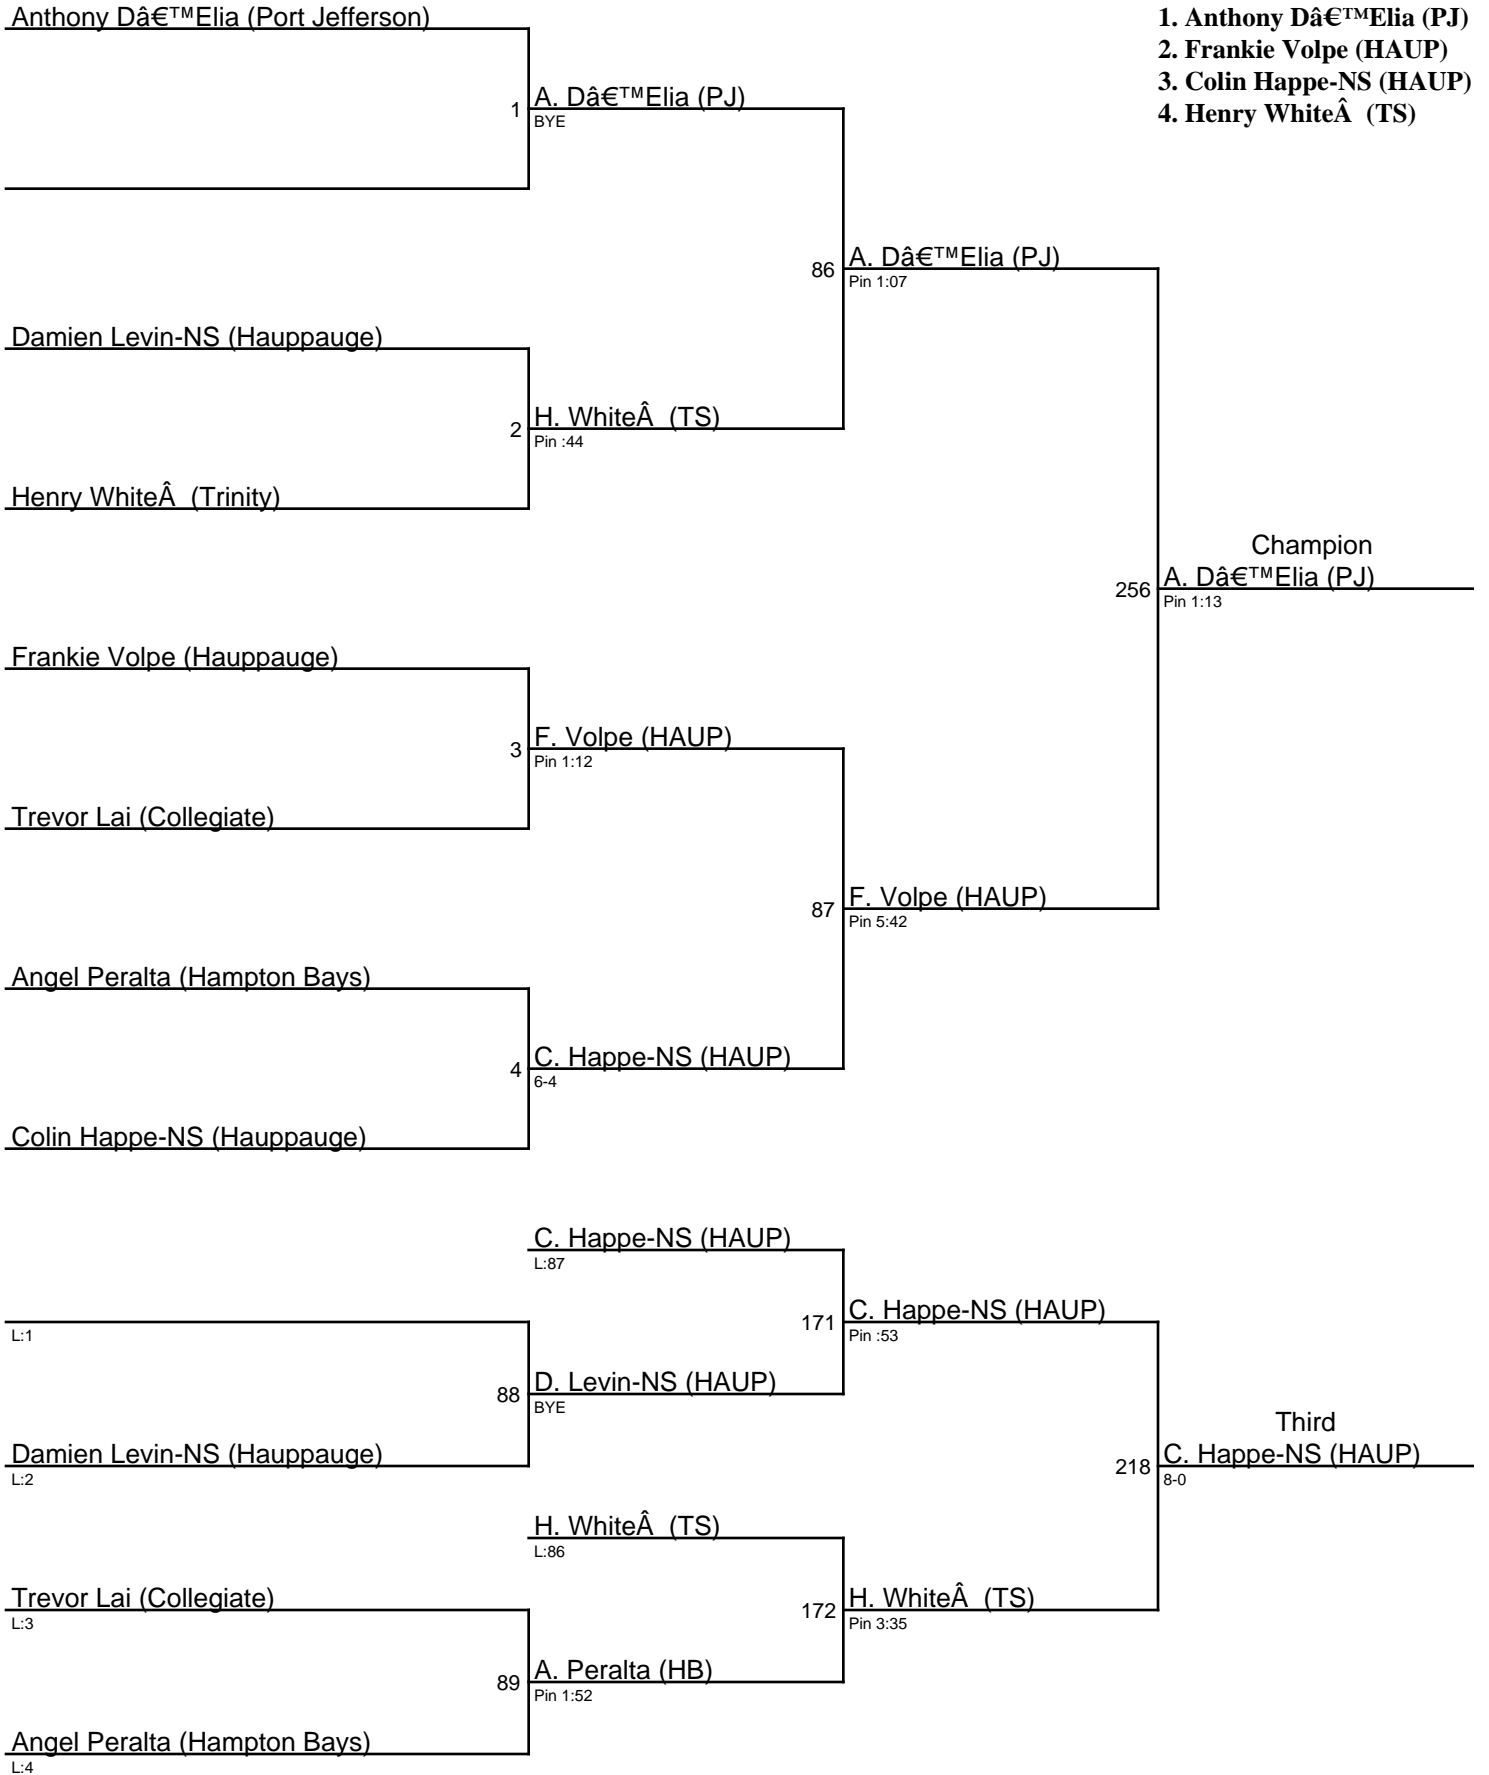 Anthony Dâ€™Elia (Port Jefferson)
1. Anthony Dâ€™Elia (PJ)
2. Frankie Volpe (HAUP)
3. Colin Happe-NS (HAUP)
4. Henry WhiteÂ  (TS)
1
A. Dâ€™Elia (PJ)
BYE
86
A. Dâ€™Elia (PJ)
Pin 1:07
Damien Levin-NS (Hauppauge)
2
H. WhiteÂ  (TS)
Pin :44
Henry WhiteÂ  (Trinity)
Champion
256
A. Dâ€™Elia (PJ)
Pin 1:13
Frankie Volpe (Hauppauge)
3
F. Volpe (HAUP)
Pin 1:12
Trevor Lai (Collegiate)
87
F. Volpe (HAUP)
Pin 5:42
Angel Peralta (Hampton Bays)
4
C. Happe-NS (HAUP)
6-4
Colin Happe-NS (Hauppauge)
C. Happe-NS (HAUP)
L:87
171
C. Happe-NS (HAUP)
Pin :53
L:1
88
D. Levin-NS (HAUP)
BYE
Damien Levin-NS (Hauppauge)
L:2
Third
218
C. Happe-NS (HAUP)
8-0
H. WhiteÂ  (TS)
L:86
Trevor Lai (Collegiate)
L:3
172
H. WhiteÂ  (TS)
Pin 3:35
89
A. Peralta (HB)
Pin 1:52
Angel Peralta (Hampton Bays)
L:4